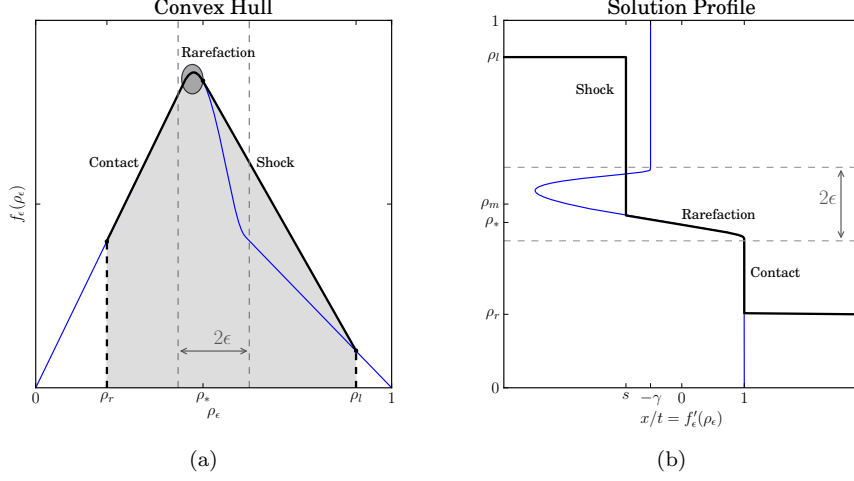 Convex Hull
Rarefaction
Contact
Shock
f_ϵ(ρ_ϵ)
2ϵ
0
ρ_r
ρ_*
ρ_l
1
ρ_ϵ
(a)
Solution Profile
1
ρ_l
Shock
2ϵ
ρ_m
ρ_*
Rarefaction
Contact
ρ_r
0
s
−γ
0
1
x/t = f′_ϵ(ρ_ϵ)
(b)